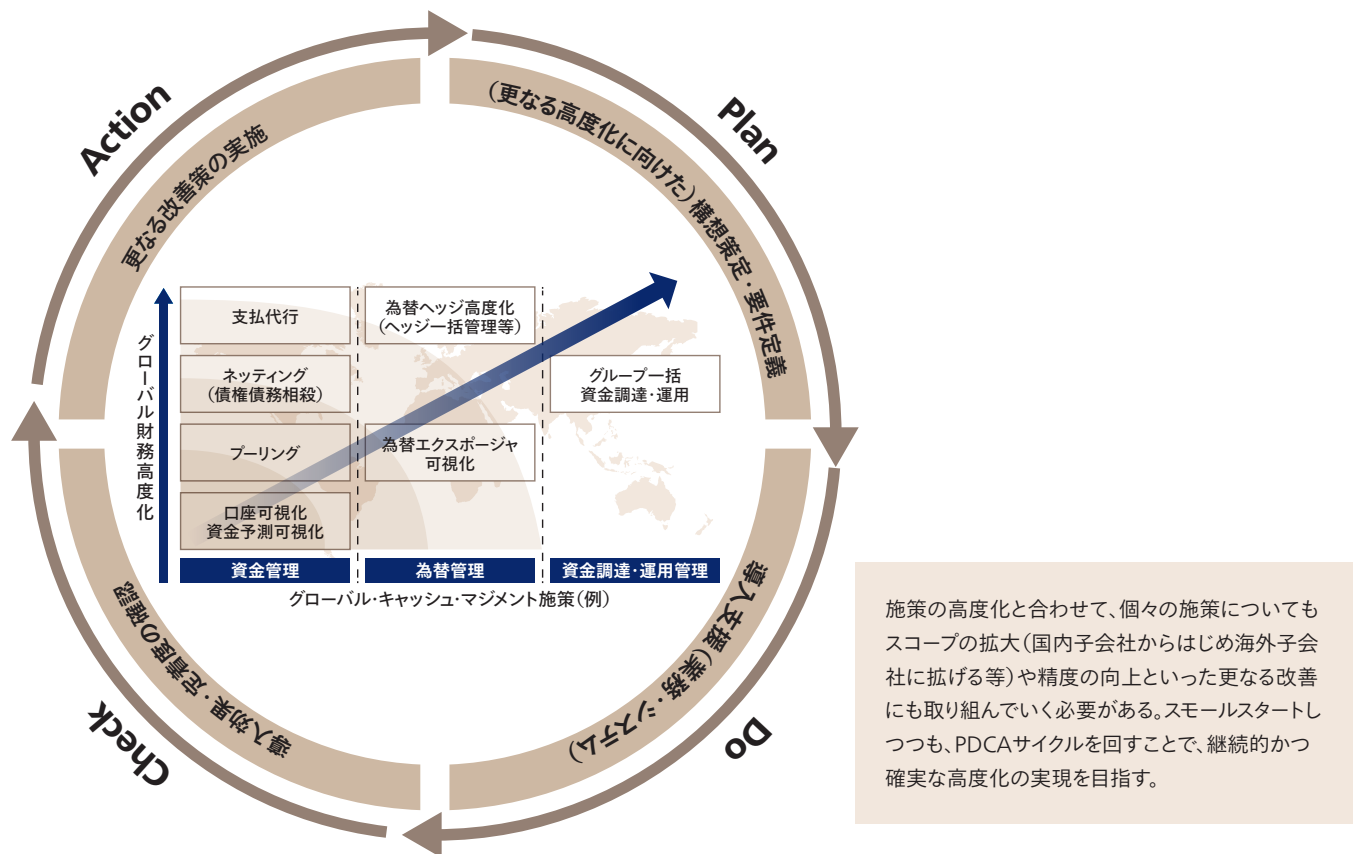 Action
Plan
更なる改善策の実施
(更なる高度化に向けた)構想策定・要件定義
グローバル財務高度化
支払代行
為替ヘッジ高度化
(ヘッジ一括管理等)
ネッティング
(債権債務相殺)
グループ一括
資金調達・運用
プーリング
為替エクスポージャ
可視化
口座可視化
資金予測可視化
資金管理
為替管理
資金調達・運用管理
グローバル・キャッシュ・マジメント施策(例)
導入効果・定着度の確認
導入支援(業務・システム)
Check
Do
施策の高度化と合わせて、個々の施策についても
スコープの拡大(国内子会社からはじめ海外子会
社に拡げる等)や精度の向上といった更なる改善
にも取り組んでいく必要がある。スモールスタートし
つつも、PDCAサイクルを回すことで、継続的かつ
確実な高度化の実現を目指す。